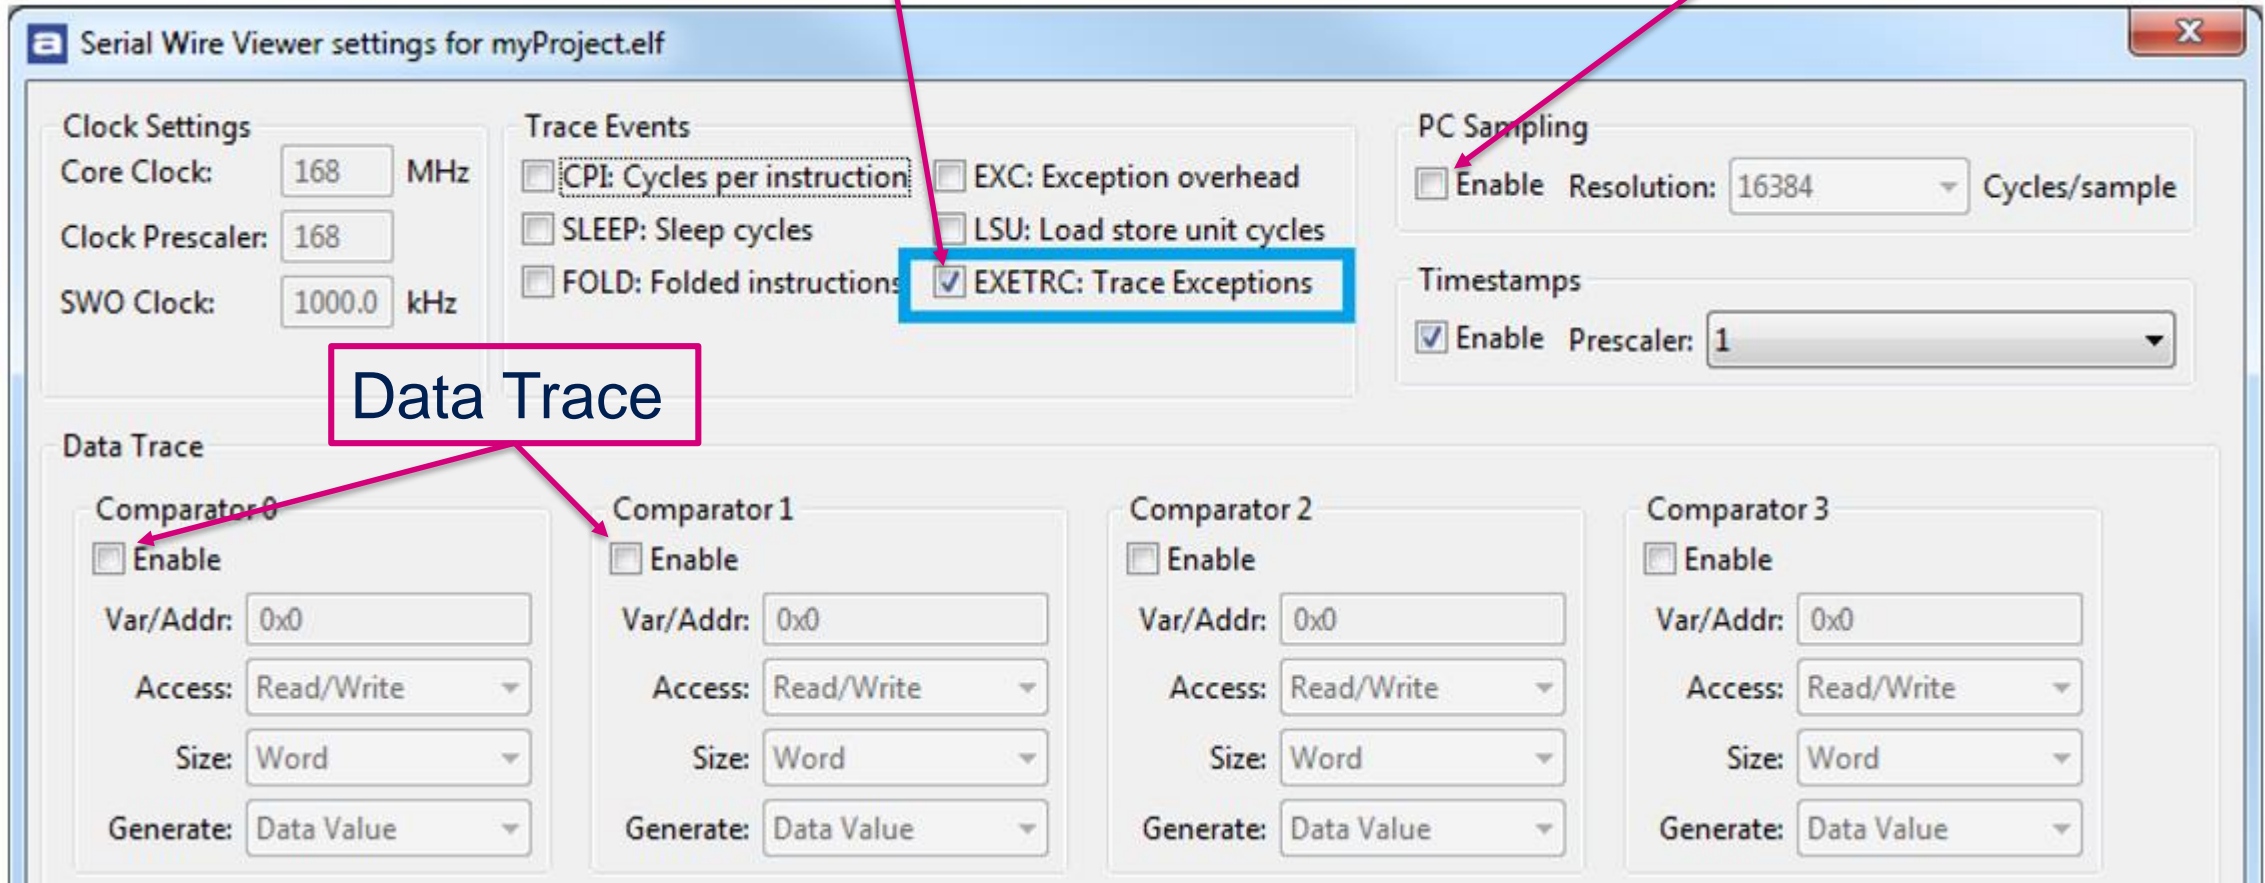 Serial Wire Viewer settings for myProject.elf
Clock Settings
Core Clock: 168 MHz
Clock Prescaler: 168
SWO Clock: 1000.0 kHz
Trace Events
CPI: Cycles per instruction
EXC: Exception overhead
SLEEP: Sleep cycles
LSU: Load store unit cycles
FOLD: Folded instructions
EXETRC: Trace Exceptions
PC Sampling
Enable Resolution: 16384 Cycles/sample
Timestamps
Enable Prescaler: 1
Data Trace
Data Trace
Comparator 0
Enable
Var/Addr: 0x0
Access: Read/Write
Size: Word
Generate: Data Value
Comparator 1
Enable
Var/Addr: 0x0
Access: Read/Write
Size: Word
Generate: Data Value
Comparator 2
Enable
Var/Addr: 0x0
Access: Read/Write
Size: Word
Generate: Data Value
Comparator 3
Enable
Var/Addr: 0x0
Access: Read/Write
Size: Word
Generate: Data Value